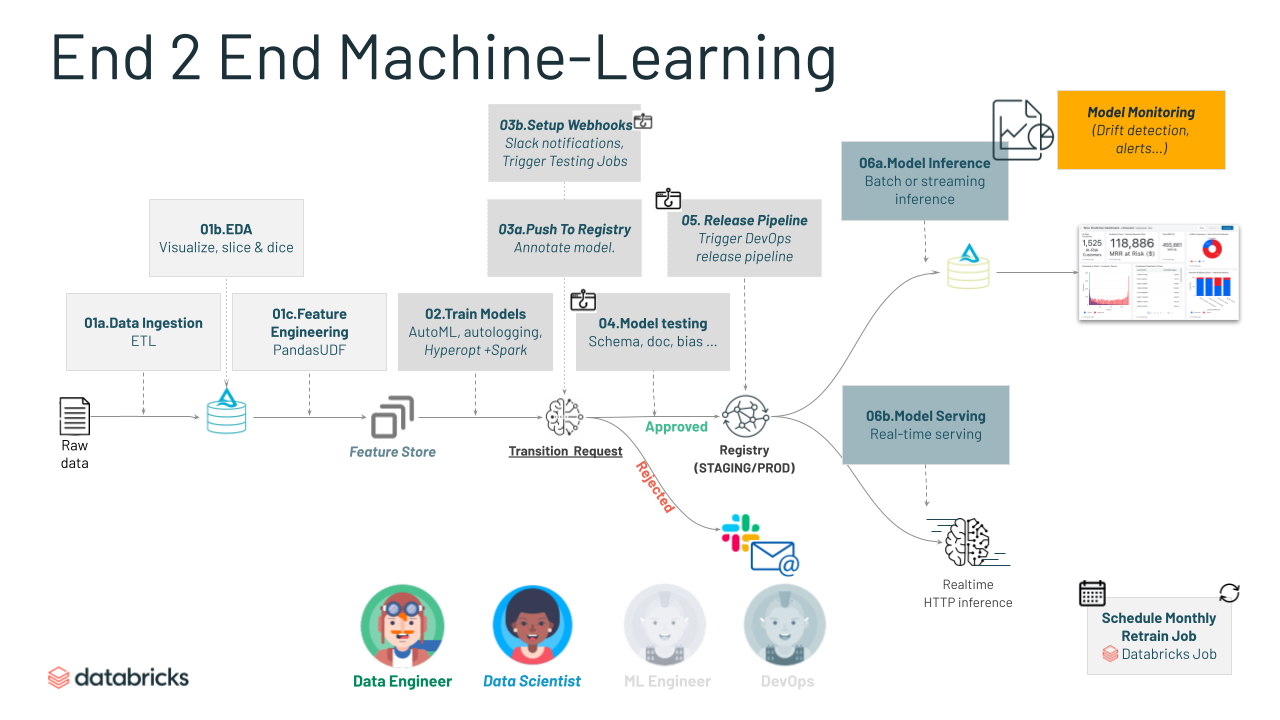 End 2 End Machine-Learning
03b.Setup Webhooks
Slack notifications,
Trigger Testing Jobs
Model Monitoring
(Drift detection,
alerts...)
06a.Model Inference
Batch or streaming
inference
01b.EDA
Visualize, slice & dice
03a.Push To Registry
Annotate model.
05. Release Pipeline
Trigger DevOps
release pipeline
1,525
At-Risk
Customers
118,886
MRR at Risk ($)
01a.Data Ingestion
ETL
01c.Feature
Engineering
PandasUDF
02.Train Models
AutoML, autologging,
Hyperopt +Spark
04.Model testing
Schema, doc, bias ...
Raw
data
Feature Store
Transition Request
Approved
Rejected
Registry
(STAGING/PROD)
06b.Model Serving
Real-time serving
@
Realtime
HTTP inference
Schedule Monthly
Retrain Job
Databricks Job
Data Engineer
Data Scientist
ML Engineer
DevOps
databricks